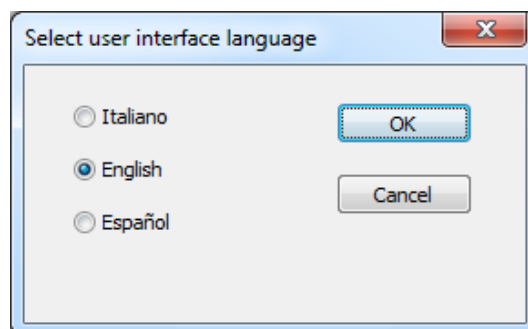 Select user interface language
Italiano
OK
English
Cancel
Español